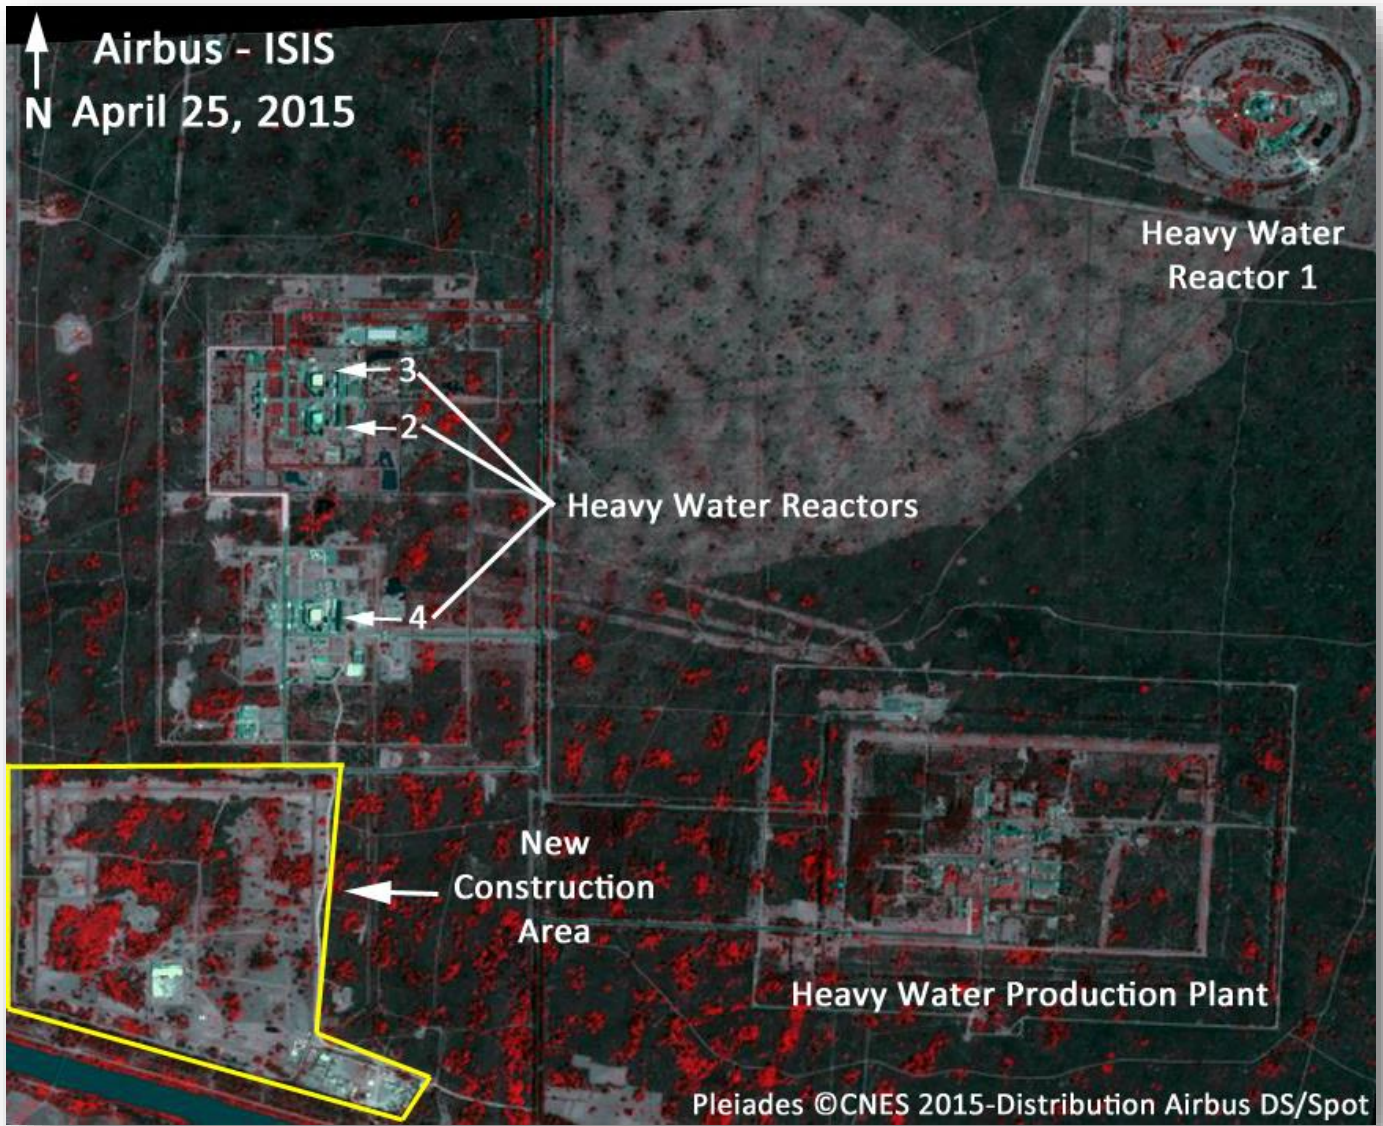 Airbus - ISIS
N April 25, 2015
Heavy Water
Reactor 1
3
2
Heavy Water Reactors
4
New
Construction
Area
Heavy Water Production Plant
Pleiades ©CNES 2015-Distribution Airbus DS/Spot